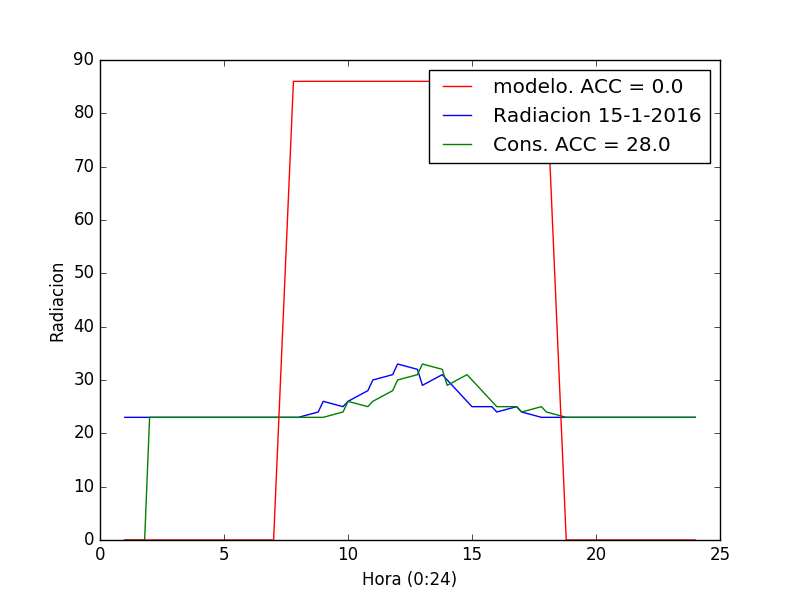 90
80
70
60
50
40
30
20
10
0
Radiacion
modelo. ACC = 0.0
Radiacion 15-1-2016
Cons. ACC = 28.0
0 5 10 15 20 25
Hora (0:24)